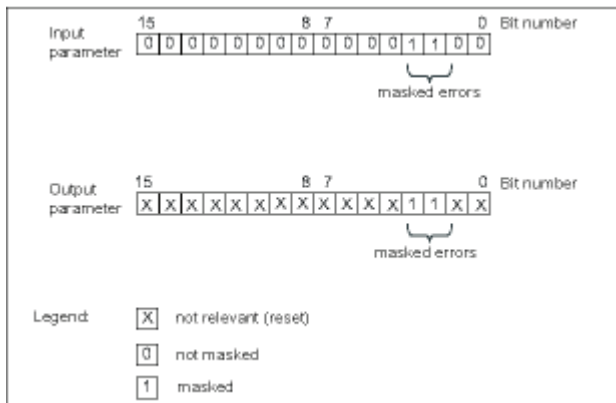 15 8 7 0 Bit number
Input parameter 0 0 0 0 0 0 0 0 0 0 0 0 1 1 0 0
masked errors
15 8 7 0 Bit number
Output parameter X X X X X X X X X X X X 1 1 X X
masked errors
Legend: X not relevant (reset)
0 not masked
1 masked